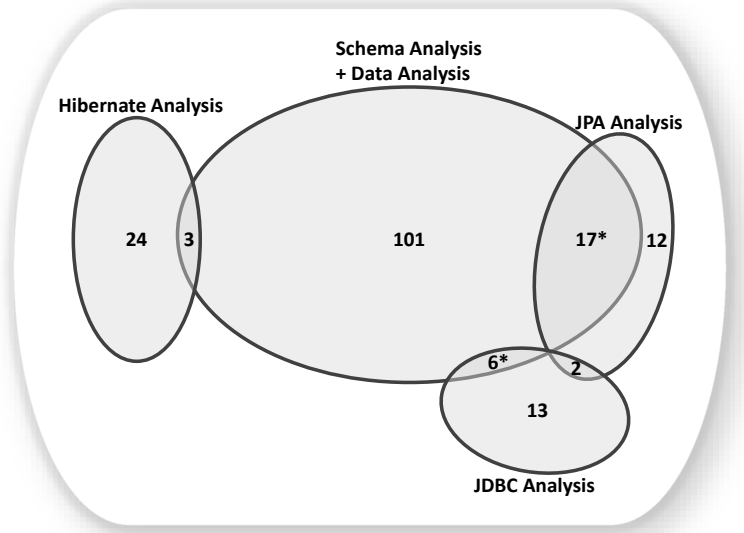 Schema Analysis
+ Data Analysis
Hibernate Analysis
JPA Analysis
24
3
101
17*
12
6*
2
13
JDBC Analysis